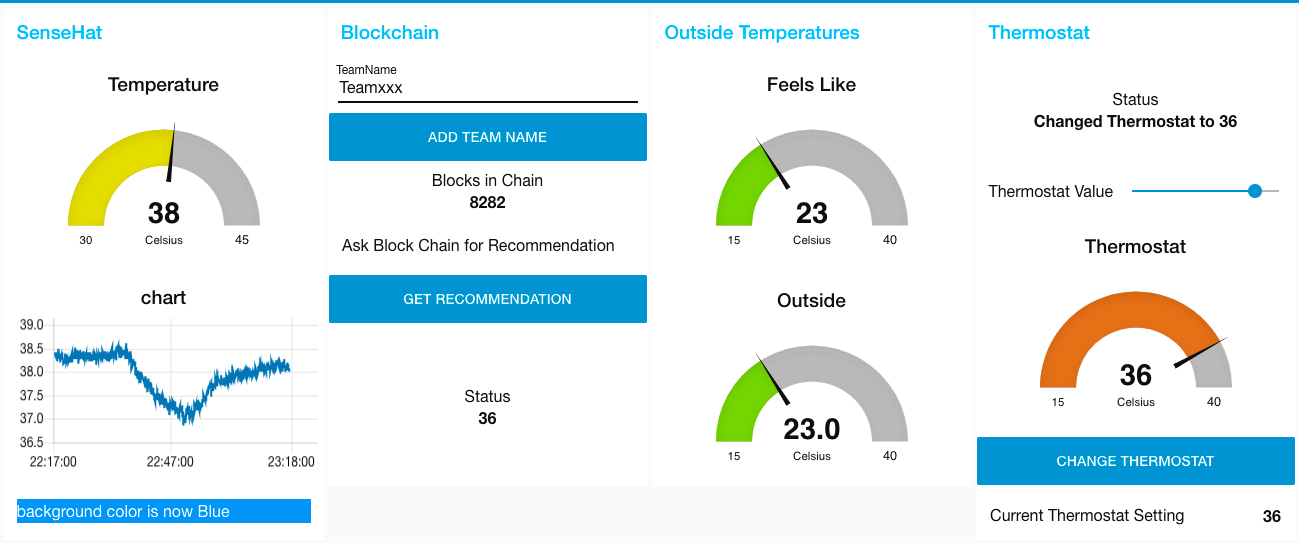 SenseHat
Temperature
38
30
Celsius
45
chart
39.0
38.5
38.0
37.5
37.0
36.5
22:17:00
22:47:00
23:18:00
background color is now Blue
Blockchain
TeamName
Teamxxx
ADD TEAM NAME
Blocks in Chain
8282
Ask Block Chain for Recommendation
GET RECOMMENDATION
Status
36
Outside Temperatures
Feels Like
23
15
Celsius
40
Outside
23.0
15
Celsius
40
Thermostat
Status
Changed Thermostat to 36
Thermostat Value
Thermostat
36
15
Celsius
40
CHANGE THERMOSTAT
Current Thermostat Setting 36